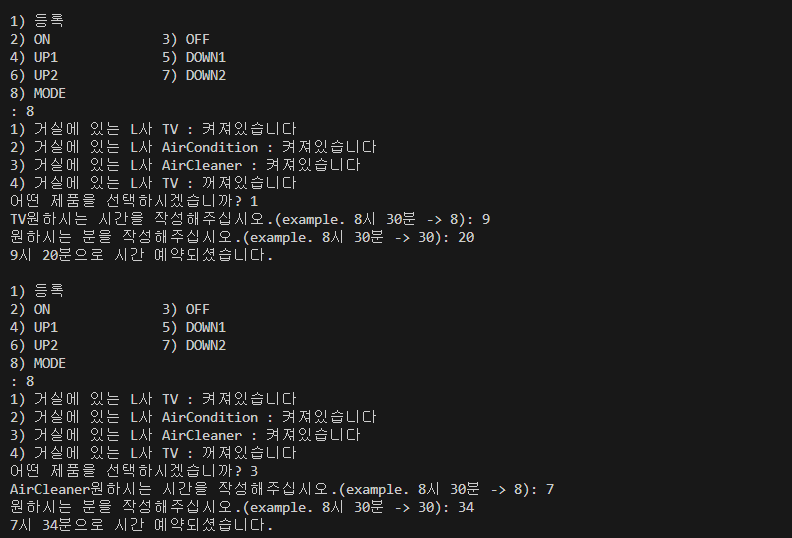 1) 등록
2) ON 3) OFF
4) UP1 5) DOWN1
6) UP2 7) DOWN2
8) MODE
: 8
1) 거실에 있는 L사 TV : 켜져있습니다
2) 거실에 있는 L사 AirCondition : 켜져있습니다
3) 거실에 있는 L사 AirCleaner : 켜져있습니다
4) 거실에 있는 L사 TV : 꺼져있습니다
어떤 제품을 선택하시겠습니까? 1
TV원하시는 시간을 작성해주십시오.(example. 8시 30분 -> 8): 9
원하시는 분을 작성해주십시오.(example. 8시 30분 -> 30): 20
9시 20분으로 시간 예약되셨습니다.
1) 등록
2) ON 3) OFF
4) UP1 5) DOWN1
6) UP2 7) DOWN2
8) MODE
: 8
1) 거실에 있는 L사 TV : 켜져있습니다
2) 거실에 있는 L사 AirCondition : 켜져있습니다
3) 거실에 있는 L사 AirCleaner : 켜져있습니다
4) 거실에 있는 L사 TV : 꺼져있습니다
어떤 제품을 선택하시겠습니까? 3
AirCleaner원하시는 시간을 작성해주십시오.(example. 8시 30분 -> 8): 7
원하시는 분을 작성해주십시오.(example. 8시 30분 -> 30): 34
7시 34분으로 시간 예약되셨습니다.